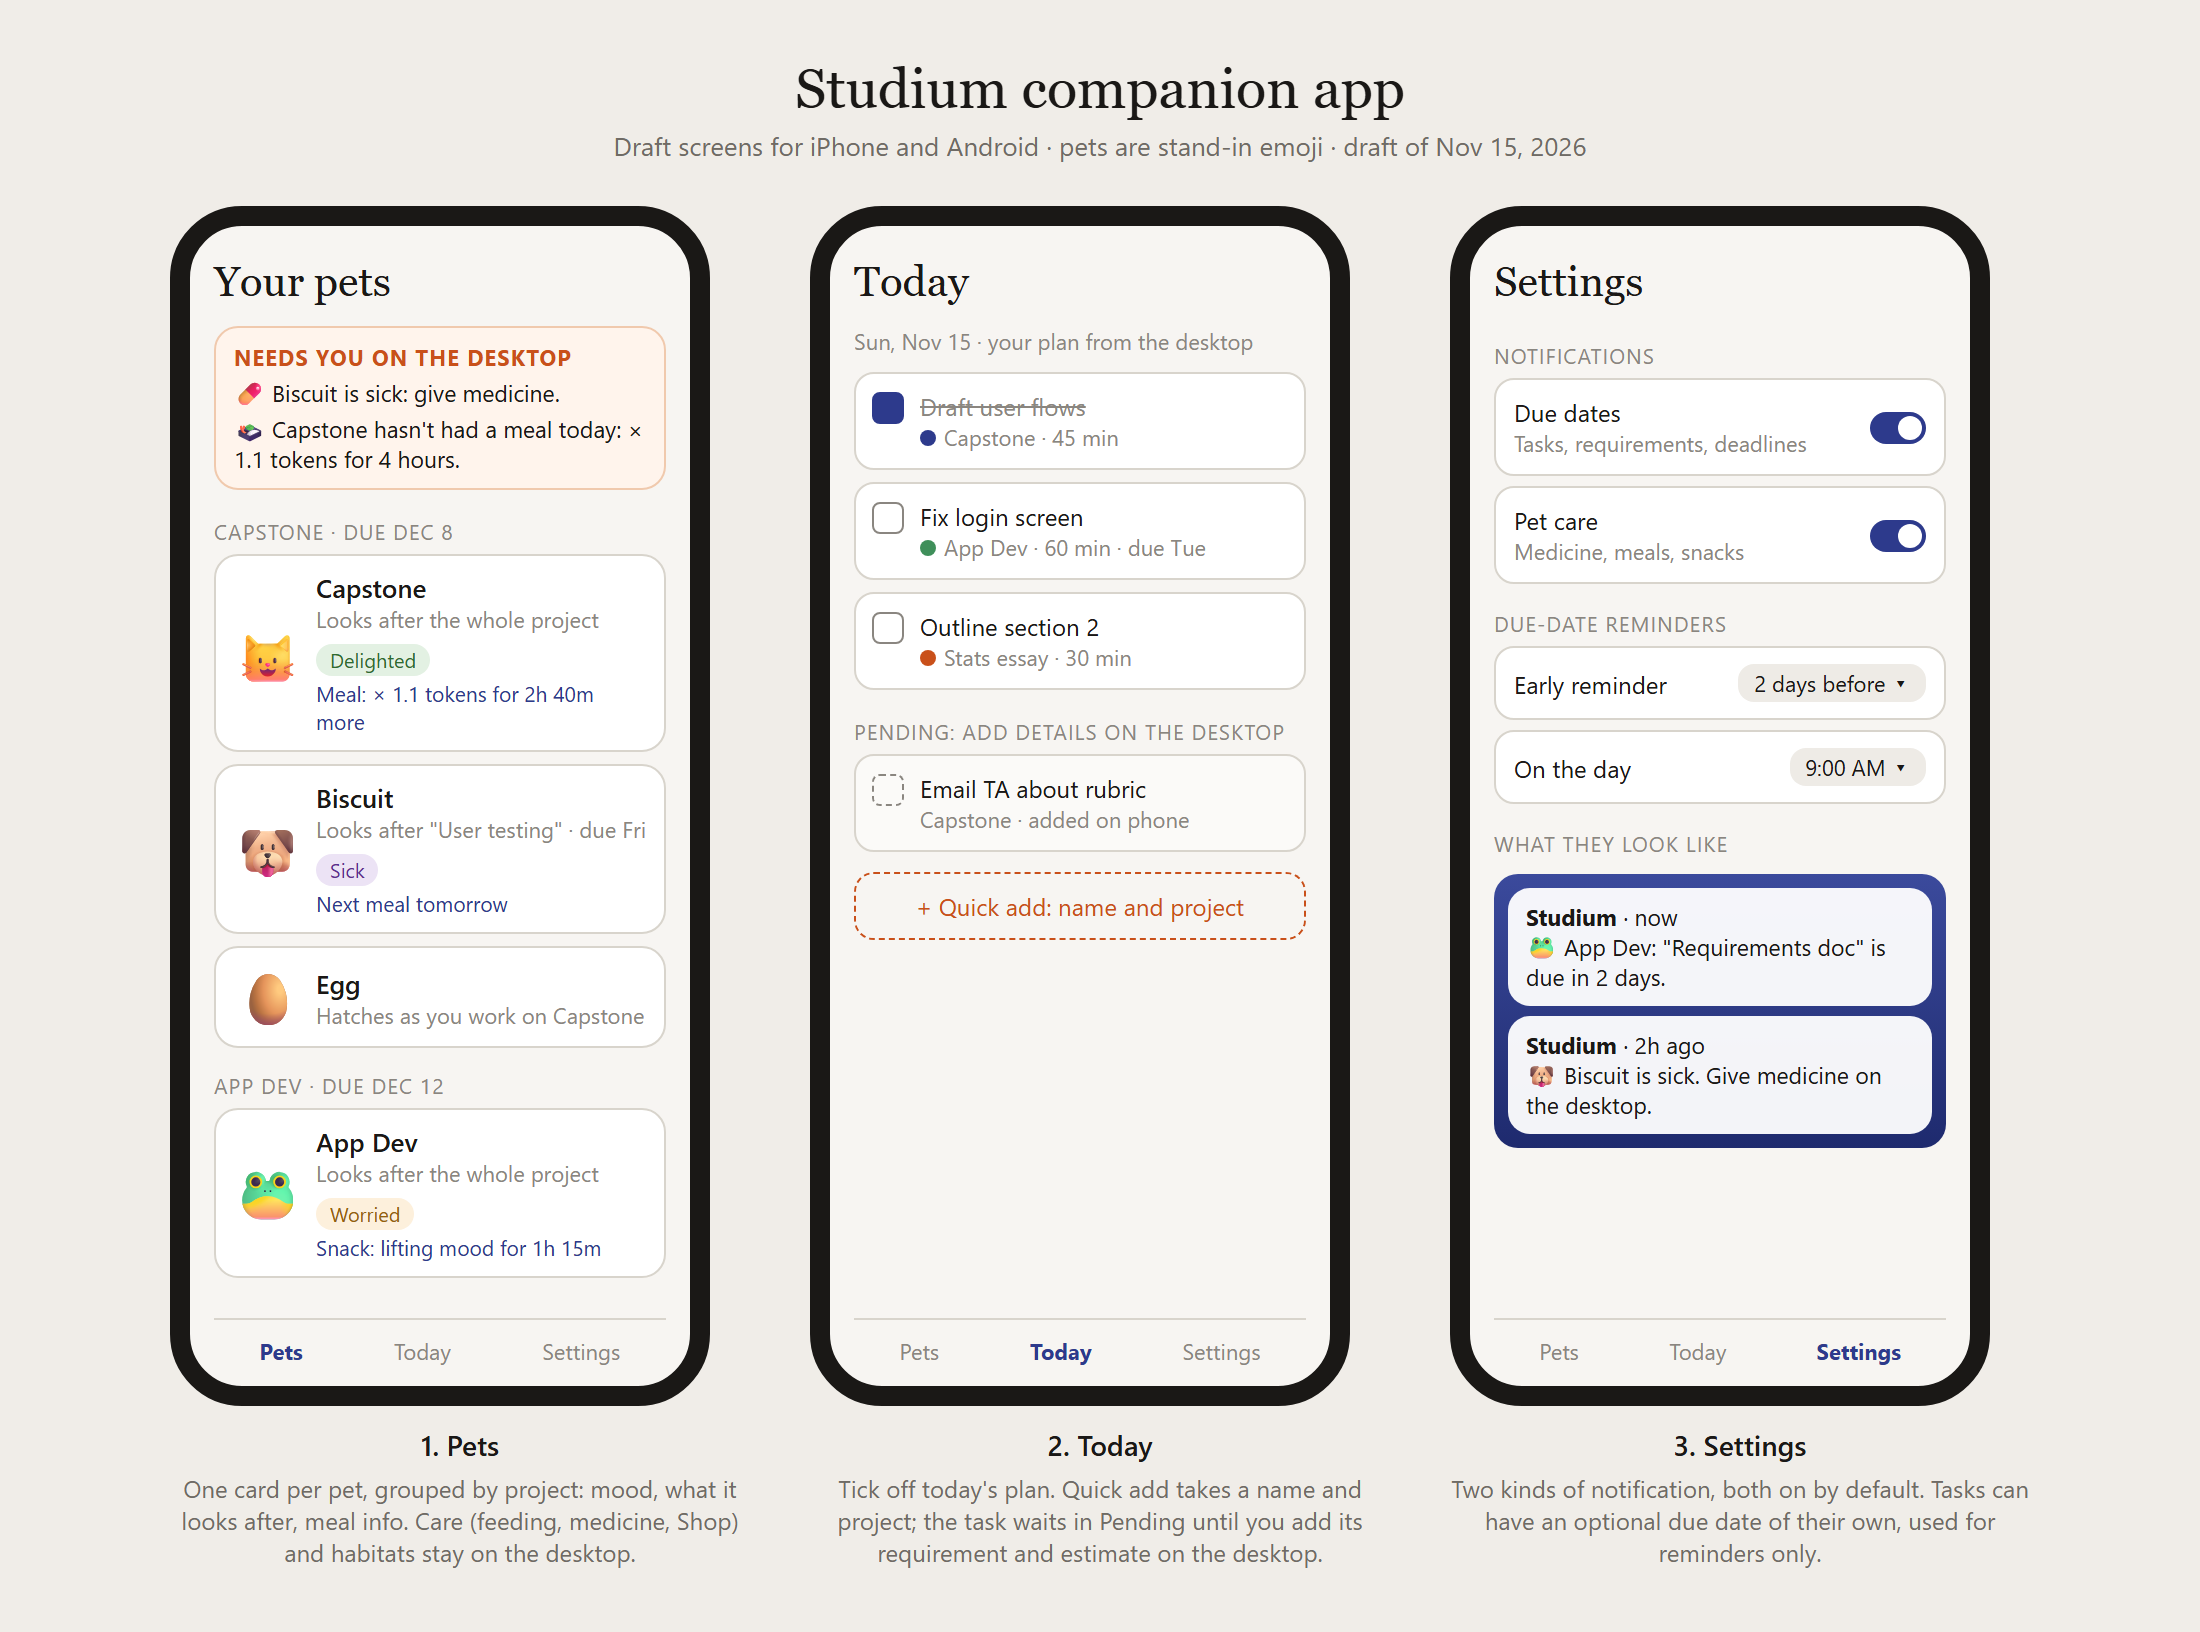 Studium companion app
Draft screens for iPhone and Android · pets are stand-in emoji · draft of Nov 15, 2026
Your pets
NEEDS YOU ON THE DESKTOP
Biscuit is sick: give medicine.
Capstone hasn't had a meal today: ×
1.1 tokens for 4 hours.
CAPSTONE · DUE DEC 8
Capstone
Looks after the whole project
Delighted
Meal: × 1.1 tokens for 2h 40m
more
Biscuit
Looks after "User testing" · due Fri
Sick
Next meal tomorrow
Egg
Hatches as you work on Capstone
APP DEV · DUE DEC 12
App Dev
Looks after the whole project
Worried
Snack: lifting mood for 1h 15m
Pets Today Settings
1. Pets
One card per pet, grouped by project: mood, what it
looks after, meal info. Care (feeding, medicine, Shop)
and habitats stay on the desktop.
Today
Sun, Nov 15 · your plan from the desktop
Draft user flows
Capstone · 45 min
Fix login screen
App Dev · 60 min · due Tue
Outline section 2
Stats essay · 30 min
PENDING: ADD DETAILS ON THE DESKTOP
Email TA about rubric
Capstone · added on phone
+ Quick add: name and project
Pets Today Settings
2. Today
Tick off today's plan. Quick add takes a name and
project; the task waits in Pending until you add its
requirement and estimate on the desktop.
Settings
NOTIFICATIONS
Due dates
Tasks, requirements, deadlines
Pet care
Medicine, meals, snacks
DUE-DATE REMINDERS
Early reminder 2 days before ▾
On the day 9:00 AM ▾
WHAT THEY LOOK LIKE
Studium · now
App Dev: "Requirements doc" is
due in 2 days.
Studium · 2h ago
Biscuit is sick. Give medicine on
the desktop.
Pets Today Settings
3. Settings
Two kinds of notification, both on by default. Tasks can
have an optional due date of their own, used for
reminders only.